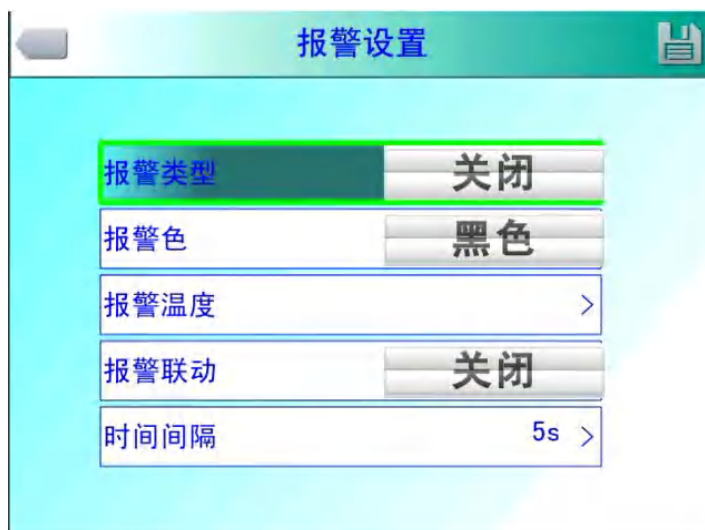 报警设置
报警类型 关闭
报警色 黑色
报警温度 >
报警联动 关闭
时间间隔 5s >